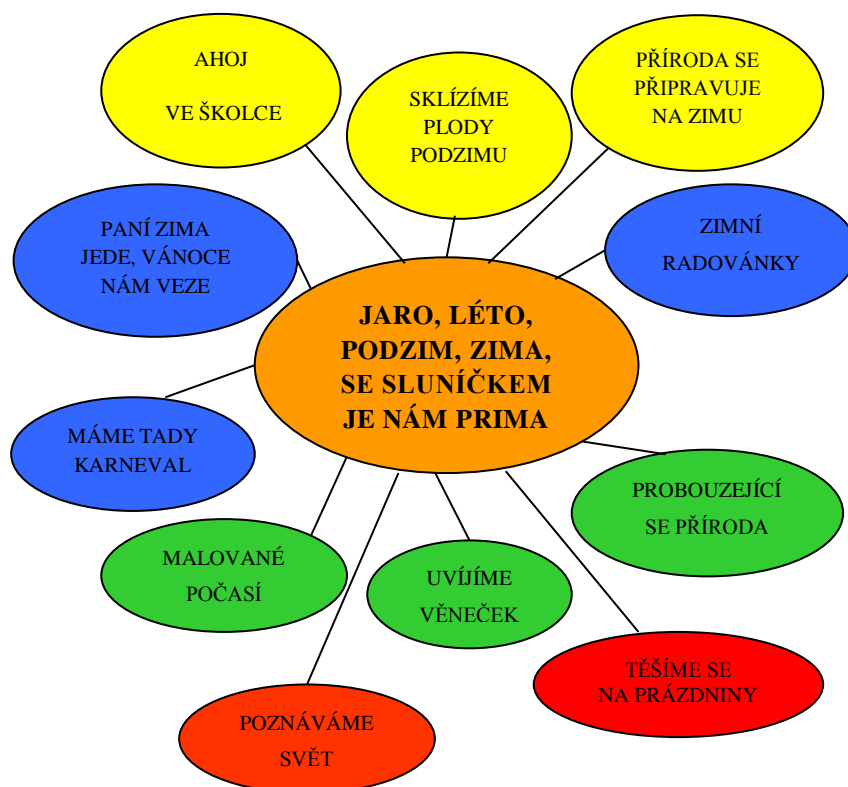 AHOJ
VE ŠKOLCE
SKLÍZÍME
PLODY
PODZIMU
PŘÍRODA SE
PŘIPRAVUJE
NA ZIMU
PANÍ ZIMA
JEDE, VÁNOCE
NÁM VEZE
ZIMNÍ
RADOVÁNKY
JARO, LÉTO,
PODZIM, ZIMA,
SE SLUNÍČKEM
JE NÁM PRIMA
MÁME TADY
KARNEVAL
PROBOUZEJÍCÍ
SE PŘÍRODA
MALOVANÉ
POČASÍ
UVÍJÍME
VĚNEČEK
TĚŠÍME SE
NA PRÁZDNINY
POZNÁVÁME
SVĚT